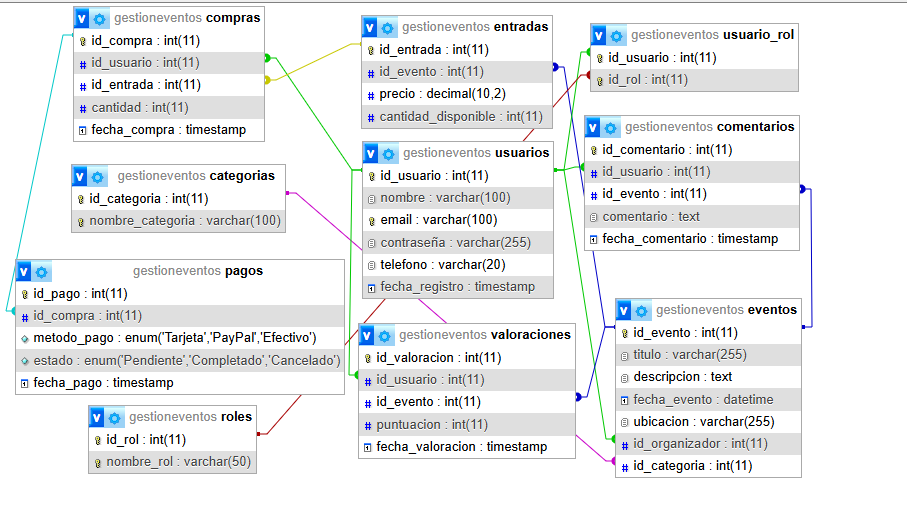 gestioneventos compras
id_compra : int(11)
id_usuario : int(11)
id_entrada : int(11)
cantidad : int(11)
fecha_compra : timestamp
gestioneventos entradas
id_entrada : int(11)
id_evento : int(11)
precio : decimal(10,2)
cantidad_disponible : int(11)
gestioneventos usuario_rol
id_usuario : int(11)
id_rol : int(11)
gestioneventos comentarios
id_comentario : int(11)
id_usuario : int(11)
id_evento : int(11)
comentario : text
fecha_comentario : timestamp
gestioneventos categorias
id_categoria : int(11)
nombre_categoria : varchar(100)
gestioneventos usuarios
id_usuario : int(11)
nombre : varchar(100)
email : varchar(100)
contraseña : varchar(255)
telefono : varchar(20)
fecha_registro : timestamp
gestioneventos pagos
id_pago : int(11)
id_compra : int(11)
metodo_pago : enum('Tarjeta','PayPal','Efectivo')
estado : enum('Pendiente','Completado','Cancelado')
fecha_pago : timestamp
gestioneventos valoraciones
id_valoracion : int(11)
id_usuario : int(11)
id_evento : int(11)
puntuacion : int(11)
fecha_valoracion : timestamp
gestioneventos eventos
id_evento : int(11)
titulo : varchar(255)
descripcion : text
fecha_evento : datetime
ubicacion : varchar(255)
id_organizador : int(11)
id_categoria : int(11)
gestioneventos roles
id_rol : int(11)
nombre_rol : varchar(50)